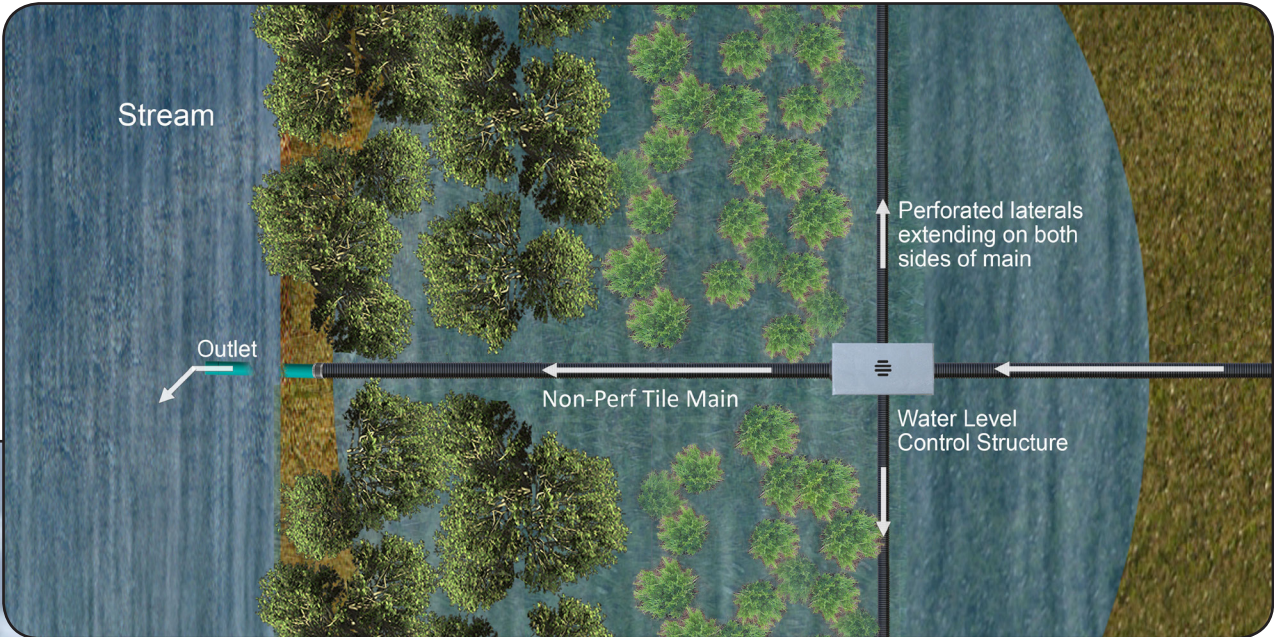 Stream
Perforated laterals
extending on both
sides of main
Outlet
Non-Perf Tile Main
Water Level
Control Structure